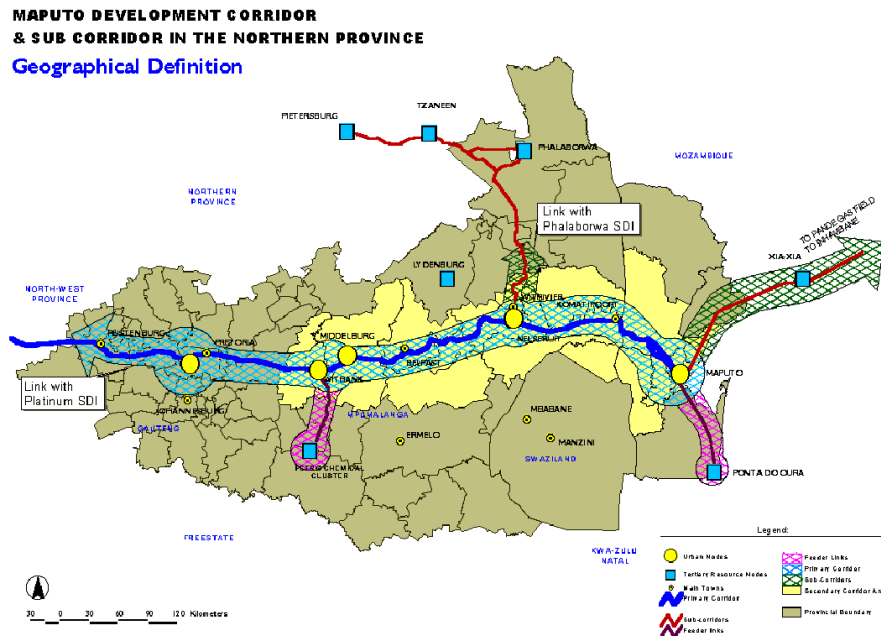 MAPUTO DEVELOPMENT CORRIDOR
& SUB CORRIDOR IN THE NORTHERN PROVINCE
Geographical Definition
TZANEEN
PIETERSBURG
PHALABORWA
MOZAMBIQUE
NORTHERN
PROVINCE
Link with
Phalaborwa SDI
TO PANDE GAS FIELD
TO INHAMBANE
XIA-XIA
LYDENBURG
NORTH-WEST
PROVINCE
KOMATIPOORT
RUSTENBURG
PRETORIA
MIDDELBURG
NELSPRUIT
BELFAST
WITBANK
MAPUTO
Link with
Platinum SDI
JOHANNESBURG
GAUTENG
MPUMALANGA
MBABANE
ERMELO
MANZINI
SWAZILAND
CLUSTER
PONTA DO OURA
FREESTATE
KWA-ZULU
NATAL
Legend:
Urban Nodes
Tertiary Resource Nodes
Main Towns
Primary Corridor
Sub-corridors
Feeder links
Feeder Links
Primary Corridor
Sub-Corridors
Secondary Corridor
Provincial Boundary
30 0 30 60 90 120 Kilometers